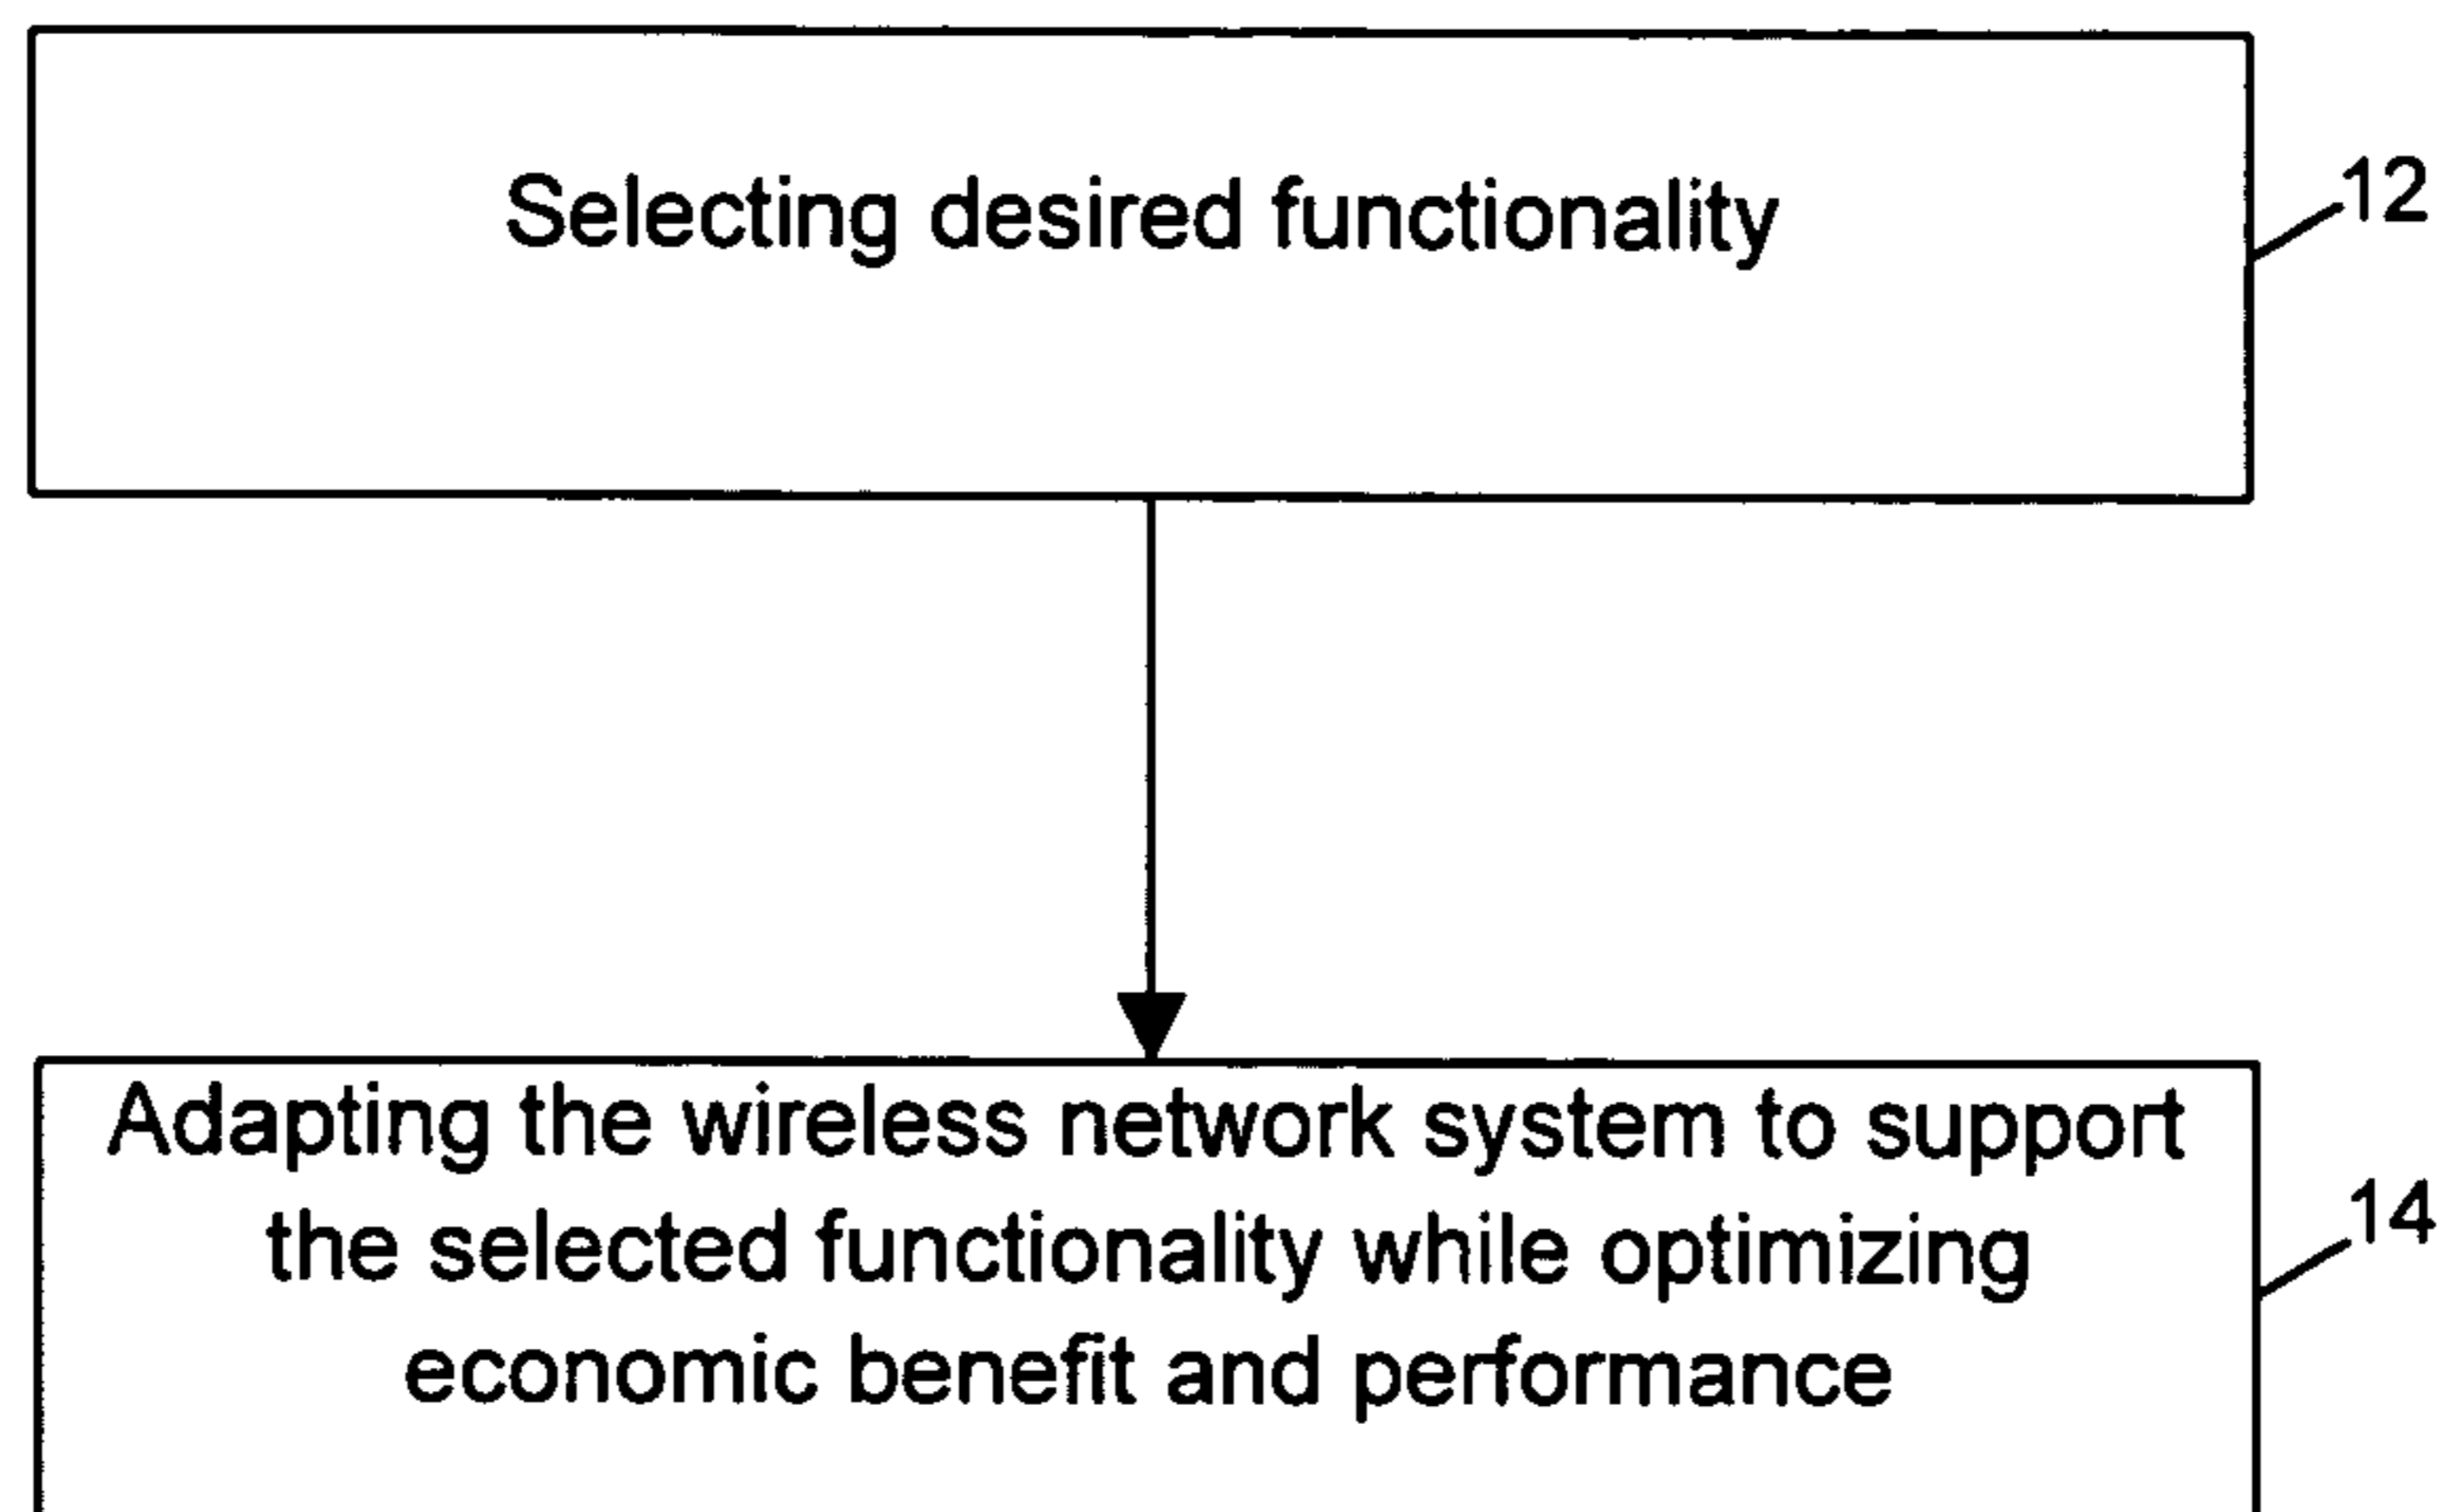 Selecting desired functionality
12
Adapting the wireless network system to support
the selected functionality while optimizing
economic benefit and performance
14